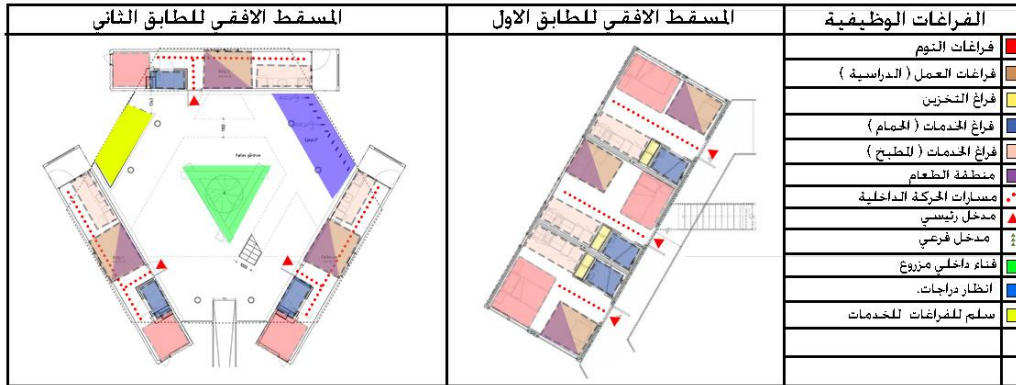 الفراغات الوظيفية
المسقط الافقي للطابق الاول
المسقط الافقي للطابق الثاني
فراغات النوم
فراغات العمل ( الدراسية )
فراغ التخزين
فراغ الخدمات ( الحمام )
فراغ الخدمات ( المطبخ )
منطقة الطعام
مسارات الحركة الداخلية
مدخل رئيسي
مدخل فرعي
فناء داخلي مزروع
انظار دراجات.
سلم للفراغات للخدمات